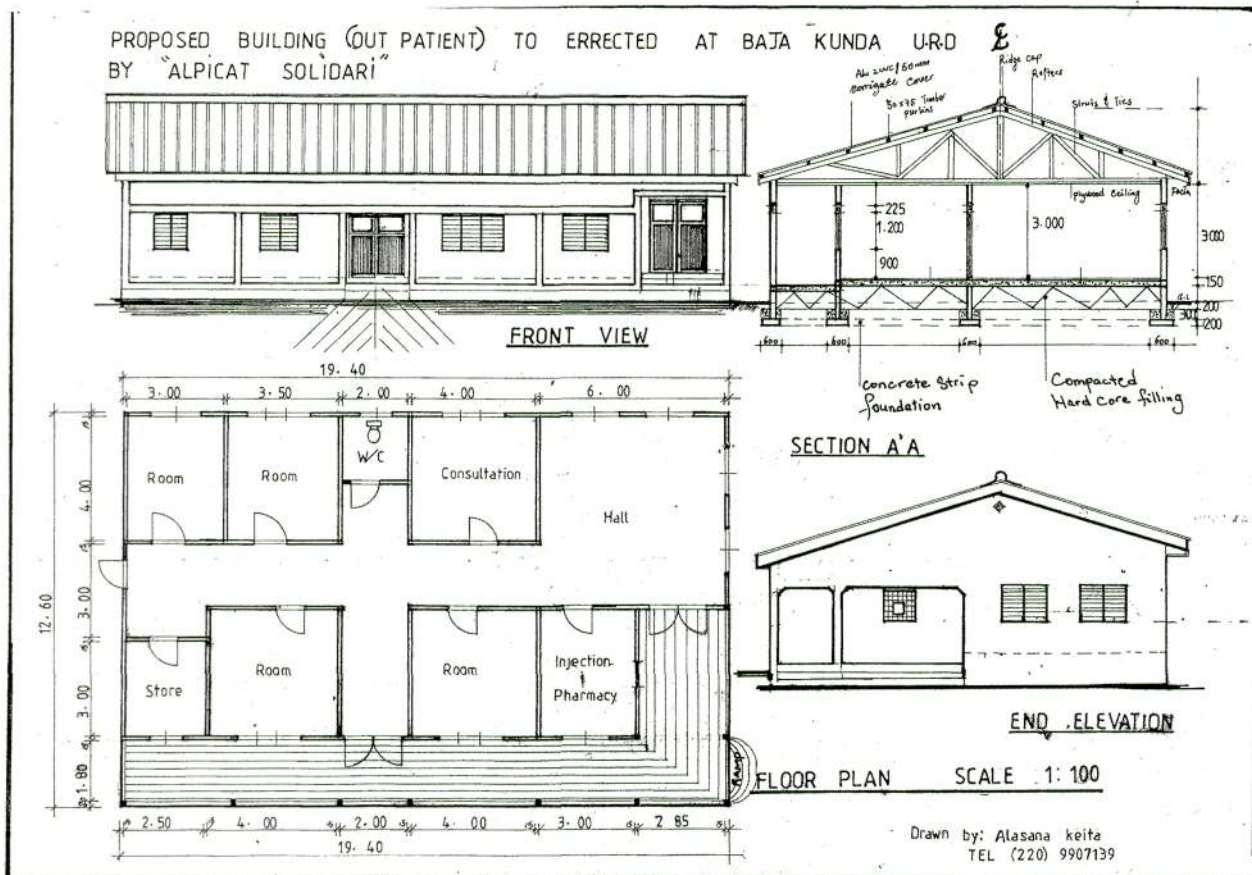 PROPOSED BUILDING (OUT PATIENT) TO ERRECTED AT BAJA KUNDA U.R.D
BY "ALPICAT SOLIDARI"
corrigate cover
50x75 Timber
purlins
Ridge cap
Rafters
Struts & Ties
plywood ceiling
225
1.200
900
3.000
3000
150
200
200
600
600
600
600
FRONT VIEW
concrete Strip
foundation
Compacted
Hard Core filling
SECTION A'A
19.40
3.00
3.50
2.00
4.00
6.00
12.60
4.00
3.00
3.00
1.80
Room
Room
W/C
Consultation
Hall
Store
Room
Room
Injection
&
Pharmacy
RAMP
2.50
4.00
2.00
4.00
3.00
2.85
19.40
END ELEVATION
FLOOR PLAN SCALE 1:100
Drawn by: Alasana keita
TEL (220) 9907139